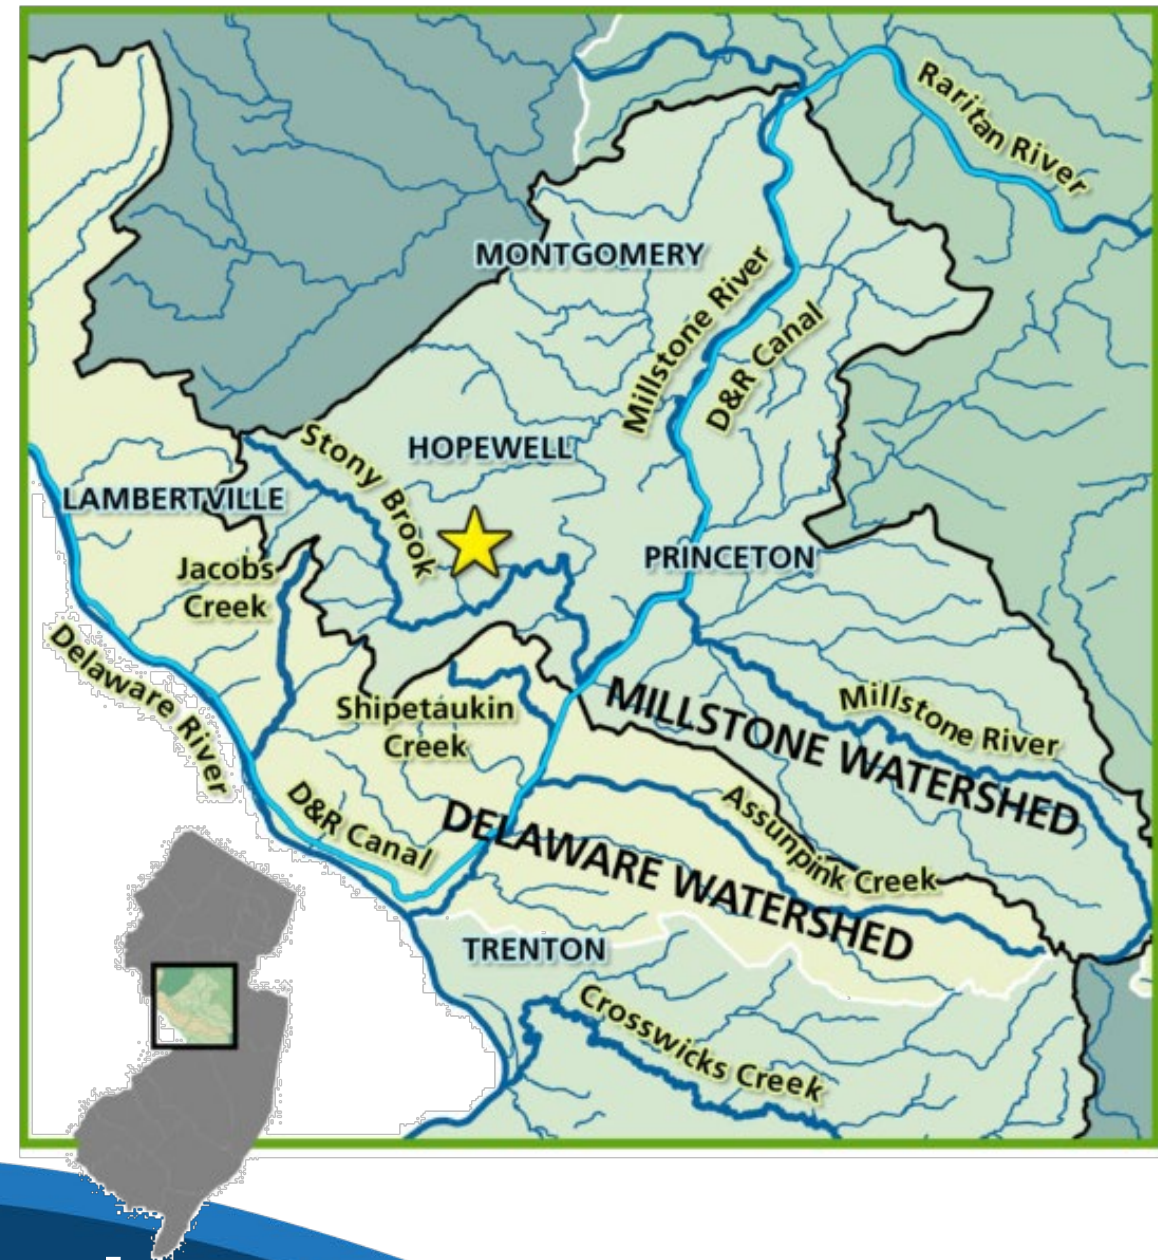 Raritan River
MONTGOMERY
Millstone River
D&R Canal
Stony Brook
HOPEWELL
LAMBERTVILLE
PRINCETON
Jacobs
Creek
Delaware River
Shipetaukin
Creek
MILLSTONE WATERSHED
Millstone River
D&R Canal
DELAWARE WATERSHED
Assunpink Creek
TRENTON
Crosswicks Creek